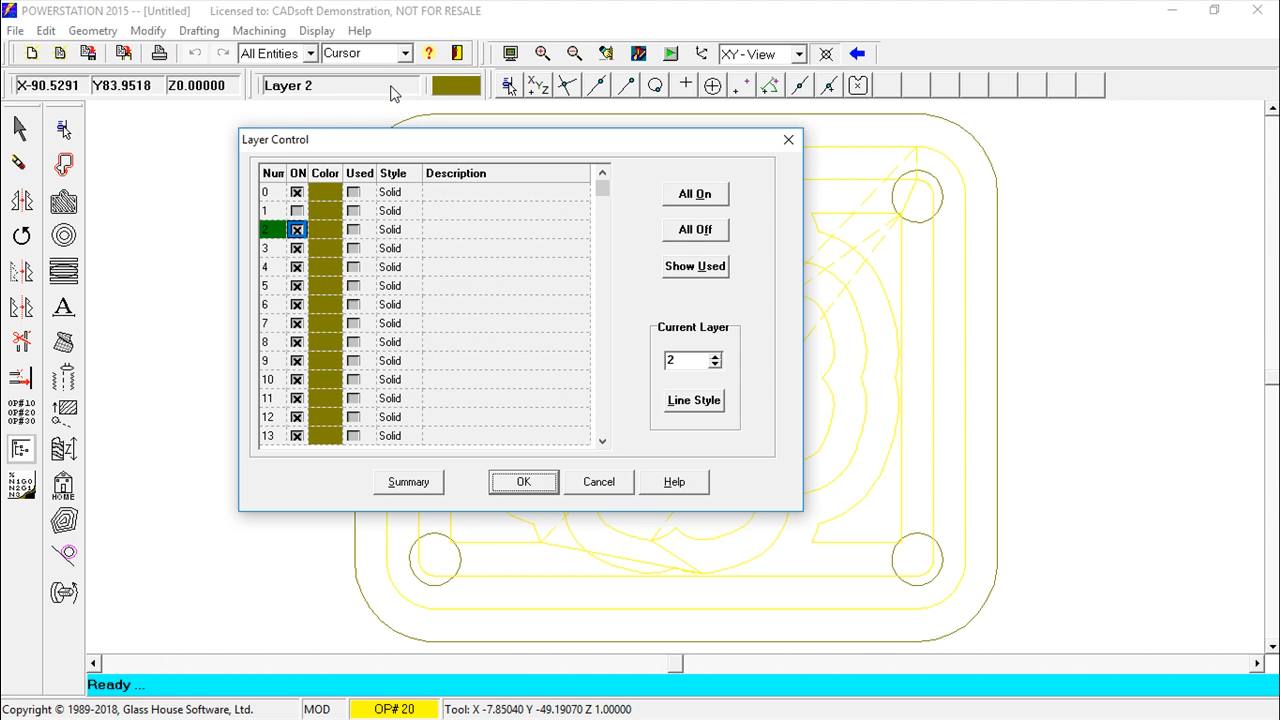 POWERSTATION 2015 -- [Untitled] Licensed to: CADsoft Demonstration, NOT FOR RESALE
File Edit Geometry Modify Drafting Machining Display Help
All Entities Cursor ? XY - View
X-90.5291 Y83.9518 Z0.00000 Layer 2 XYZ
Layer Control
Num ON Color Used Style Description
0 Solid
1 Solid
2 Solid
3 Solid
4 Solid
5 Solid
6 Solid
7 Solid
8 Solid
9 Solid
10 Solid
11 Solid
12 Solid
13 Solid
All On
All Off
Show Used
Current Layer
2
Line Style
Summary OK Cancel Help
A
OP#10
OP#20
OP#30
N1G0
N2G1
N3
HOME
Ready ...
Copyright © 1989-2018, Glass House Software, Ltd. MOD OP# 20 Tool: X -7.85040 Y -49.19070 Z 1.00000